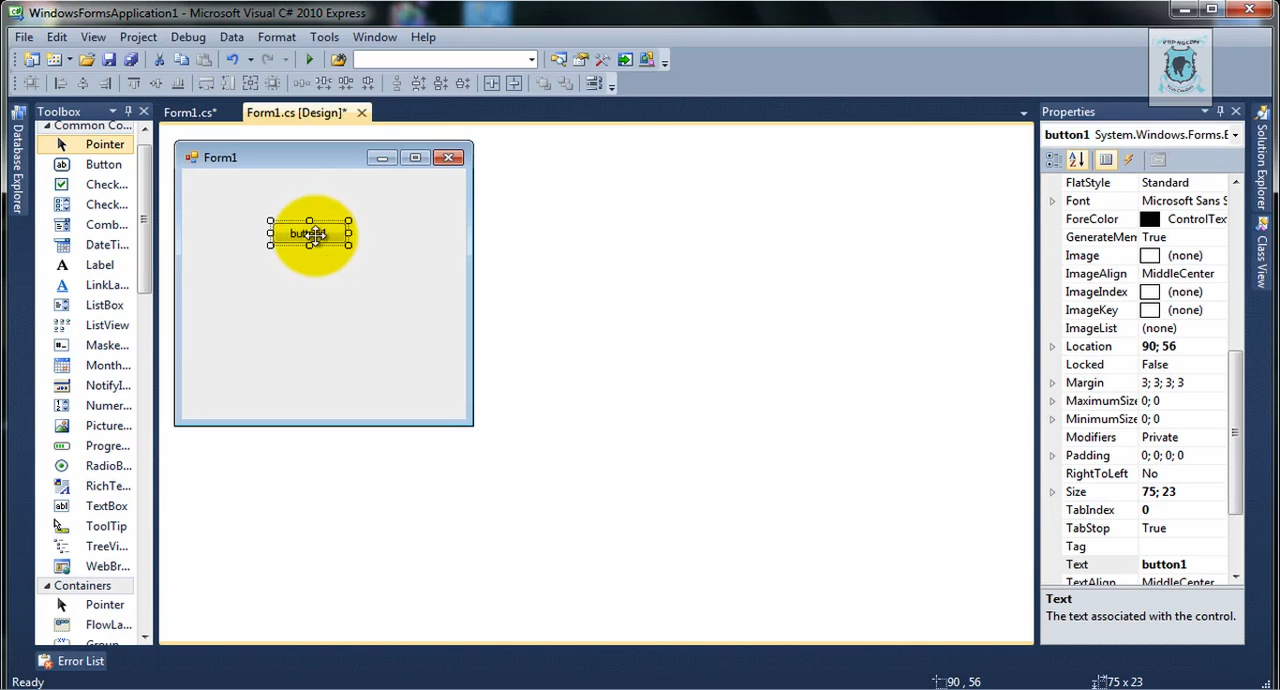 WindowsFormsApplication1 - Microsoft Visual C# 2010 Express
File Edit View Project Debug Data Format Tools Window Help
Toolbox
Form1.cs*
Form1.cs [Design]*
Properties
Database Explorer
Common Co...
Pointer
Button
Check...
Check...
Comb...
DateTi...
Label
LinkLa...
ListBox
ListView
Maske...
Month...
NotifyI...
Numer...
Picture...
Progre...
RadioB...
RichTe...
TextBox
ToolTip
TreeVi...
WebBr...
Containers
Pointer
FlowLa...
Error List
Form1
button1 System.Windows.Forms.B
FlatStyle Standard
Font Microsoft Sans S
ForeColor ControlTex
GenerateMem True
Image (none)
ImageAlign MiddleCenter
ImageIndex (none)
ImageKey (none)
ImageList (none)
Location 90; 56
Locked False
Margin 3; 3; 3; 3
MaximumSize 0; 0
MinimumSize 0; 0
Modifiers Private
Padding 0; 0; 0; 0
RightToLeft No
Size 75; 23
TabIndex 0
TabStop True
Tag
Text button1
TextAlign MiddleCenter
Text
The text associated with the control.
Solution Explorer
Class View
Ready
90 , 56
75 x 23